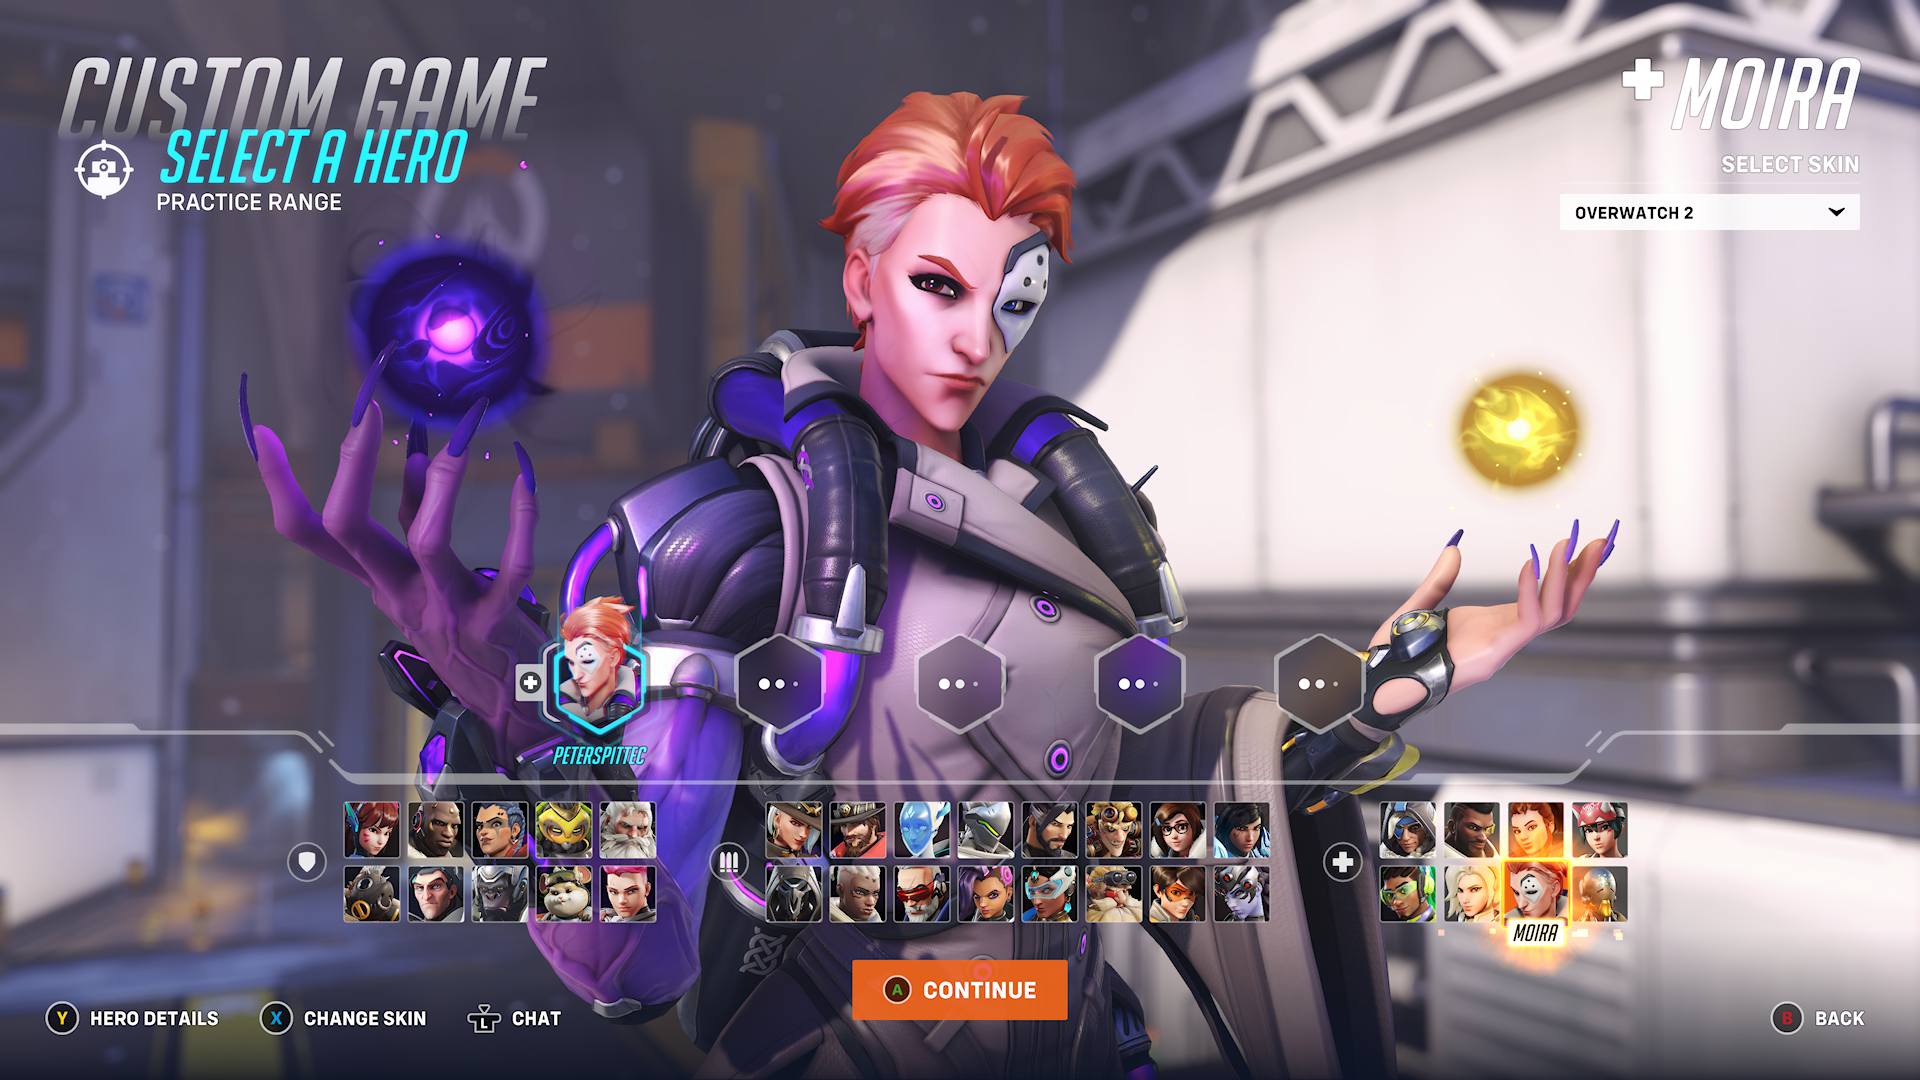 CUSTOM GAME
SELECT A HERO
PRACTICE RANGE
MOIRA
SELECT SKIN
OVERWATCH 2
PETERSPITTEC
MOIRA
A CONTINUE
Y HERO DETAILS
X CHANGE SKIN
L CHAT
B BACK